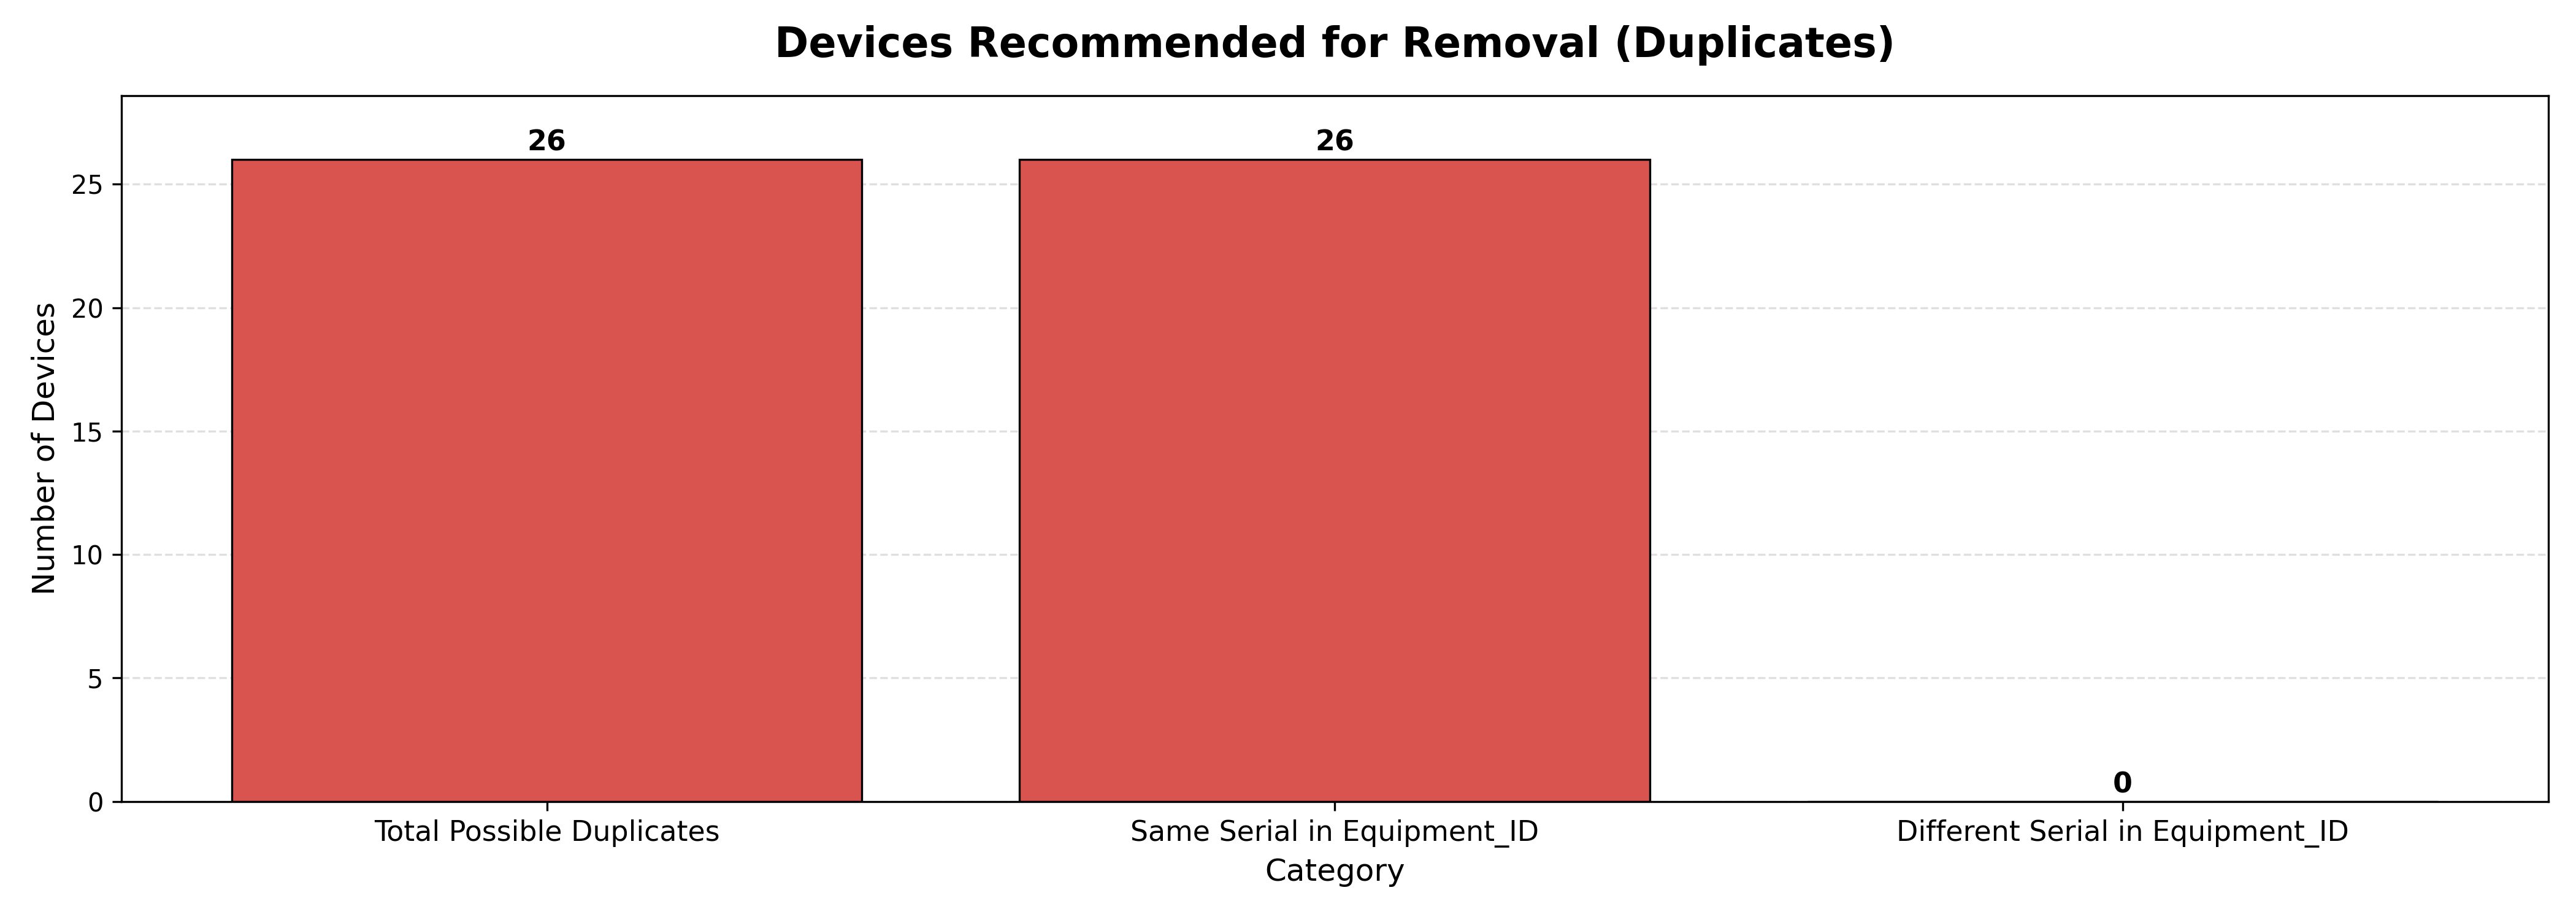 Devices Recommended for Removal (Duplicates)
26
26
0
Number of Devices
25
20
15
10
5
0
Total Possible Duplicates
Same Serial in Equipment_ID
Different Serial in Equipment_ID
Category